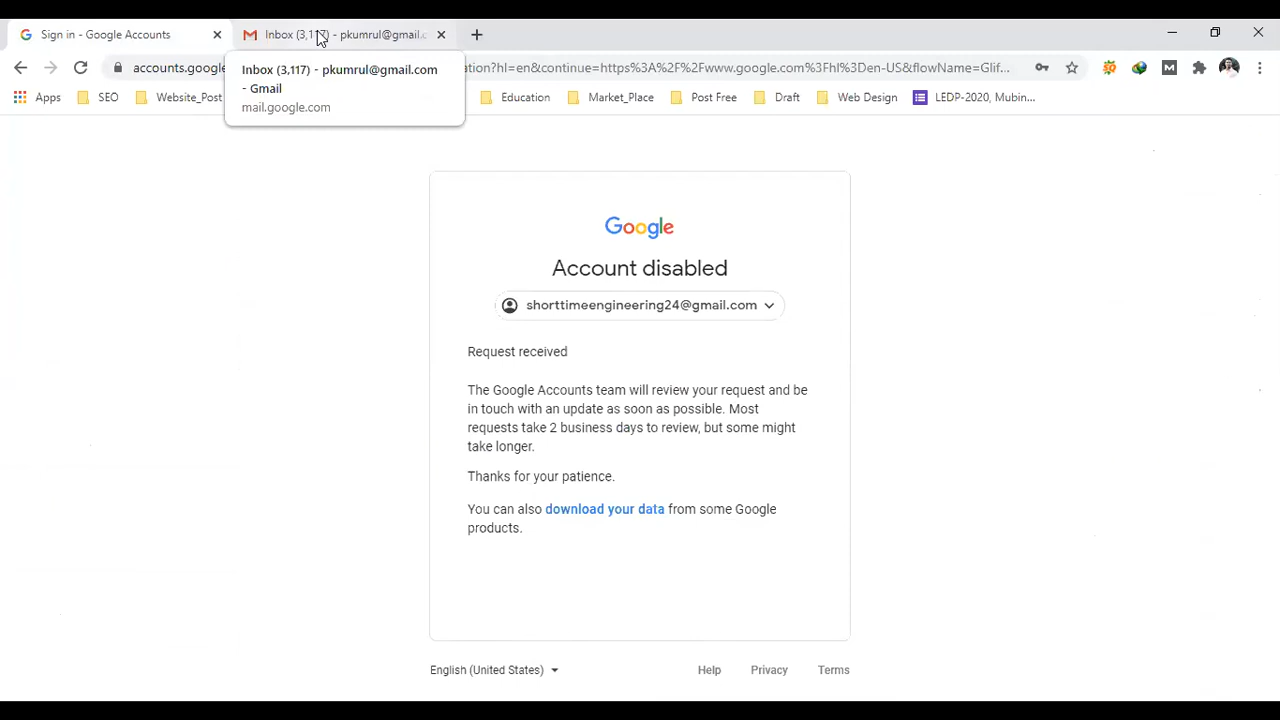 Sign in - Google Accounts
Inbox (3,117) - pkumrul@gmail.c
accounts.google
ation?hl=en&continue=https%3A%2F%2Fwww.google.com%2F%3Fhl%3Den-US&flowName=Glif...
Inbox (3,117) - pkumrul@gmail.com
- Gmail
mail.google.com
Apps
SEO
Website_Post
Education
Market_Place
Post Free
Draft
Web Design
LEDP-2020, Mubin...
Google
Account disabled
shorttimeengineering24@gmail.com
Request received
The Google Accounts team will review your request and be
in touch with an update as soon as possible. Most
requests take 2 business days to review, but some might
take longer.
Thanks for your patience.
You can also download your data from some Google
products.
English (United States)
Help
Privacy
Terms